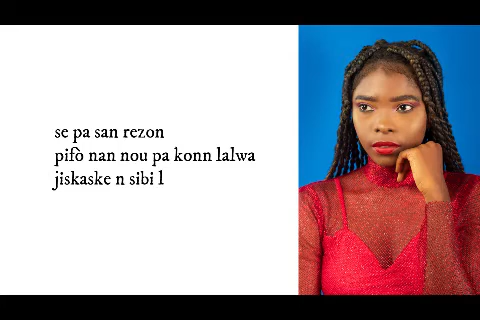 se pa san rezon
pifò nan nou pa konn lalwa
jiskaske n sibi l